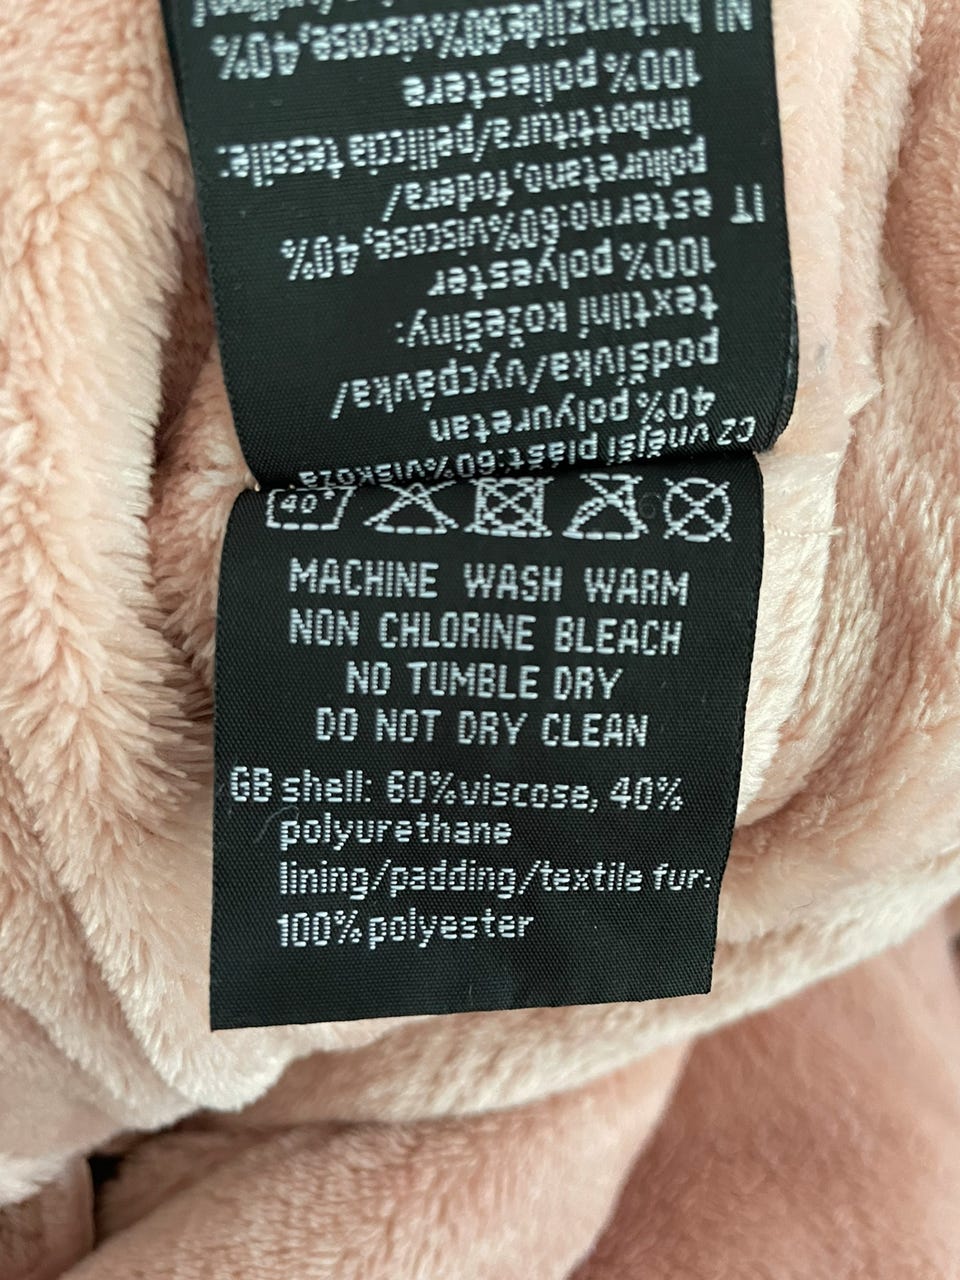 NL buitenzijde:60%viscose, 40%
100% poliestere
imbottitura/pelliccia tessile:
poliuretano, fodera/
IT esterno:60%viscose, 40%
100% polyester
textilní kožešiny:
podšívka/vycpávka/
40% polyuretan
CZ vnější plášť:60%viskóza
40°
MACHINE WASH WARM
NON CHLORINE BLEACH
NO TUMBLE DRY
DO NOT DRY CLEAN
GB shell: 60%viscose, 40%
polyurethane
lining/padding/textile fur:
100%polyester